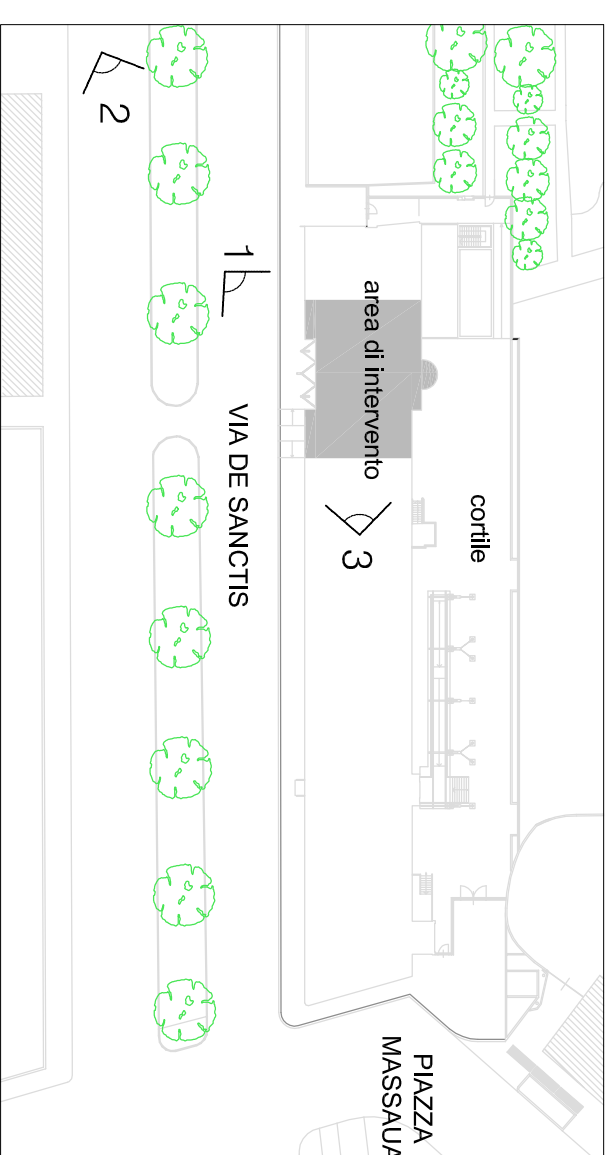 2
1
area di intervento
VIA DE SANCTIS
cortile
3
PIAZZA
MASSAUA